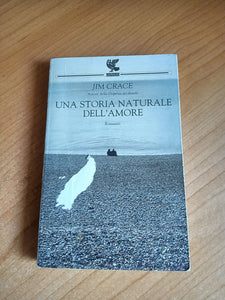 JIM CRACE
UNA STORIA NATURALE
DELL'AMORE
Romanzo